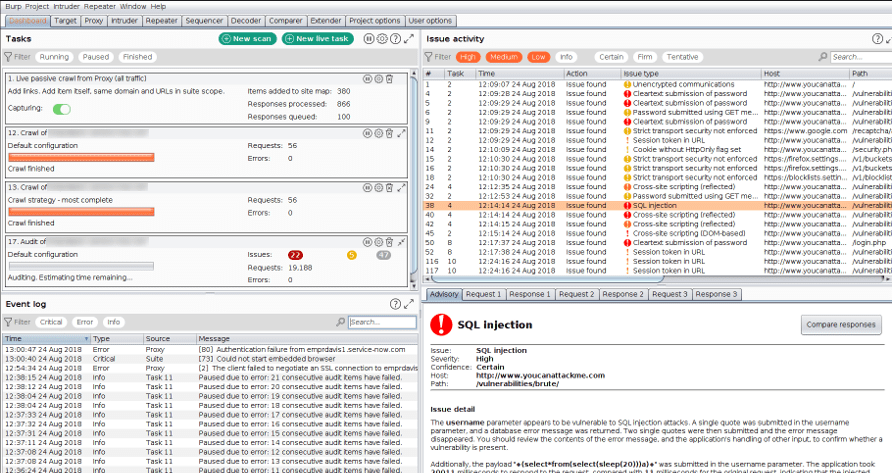 Burp Project Intruder Repeater Window Help
Dashboard Target Proxy Intruder Repeater Sequencer Decoder Comparer Extender Project options User options
Tasks
New scan
New live task
Filter Running Paused Finished
1. Live passive crawl from Proxy (all traffic)
Add links. Add item itself, same domain and URLs in suite scope.
Items added to site map: 380
Capturing:
Responses processed: 866
Responses queued: 100
12. Crawl of
Default configuration
Requests: 56
Errors: 0
Crawl finished
13. Crawl of
Crawl strategy - most complete
Requests: 56
Errors: 0
Crawl finished
17. Audit of
Default configuration
Issues: 22 5 47
Requests: 19,188
Auditing. Estimating time remaining...
Errors: 0
Event log
Filter Critical Error Info
Search...
Time Type Source Message
13:00:47 24 Aug 2018 Error Proxy [80] Authentication failure from emprdavis1.service-now.com
13:00:40 24 Aug 2018 Critical Suite [73] Could not start embedded browser
12:54:34 24 Aug 2018 Error Proxy [2] The client failed to negotiate an SSL connection to emprdavis
12:38:15 24 Aug 2018 Info Task 11 Paused due to error: 21 consecutive audit items have failed.
12:38:12 24 Aug 2018 Info Task 11 Paused due to error: 20 consecutive audit items have failed.
12:38:04 24 Aug 2018 Info Task 11 Paused due to error: 19 consecutive audit items have failed.
12:38:04 24 Aug 2018 Info Task 11 Paused due to error: 18 consecutive audit items have failed.
12:37:33 24 Aug 2018 Info Task 11 Paused due to error: 17 consecutive audit items have failed.
12:37:32 24 Aug 2018 Info Task 11 Paused due to error: 16 consecutive audit items have failed.
12:37:31 24 Aug 2018 Info Task 11 Paused due to error: 15 consecutive audit items have failed.
12:37:11 24 Aug 2018 Info Task 11 Paused due to error: 14 consecutive audit items have failed.
12:37:08 24 Aug 2018 Info Task 11 Paused due to error: 13 consecutive audit items have failed.
12:37:02 24 Aug 2018 Info Task 11 Paused due to error: 12 consecutive audit items have failed.
12:36:24 24 Aug 2018 Info Task 11 Paused due to error: 11 consecutive audit items have failed.
Issue activity
Filter High Medium Low Info Certain Firm Tentative
Search...
# Task Time Action Issue type Host Path
1 2 12:09:07 24 Aug 2018 Issue found Unencrypted communications http://www.youcanatta... /
4 2 12:09:28 24 Aug 2018 Issue found Cleartext submission of password http://www.youcanatta... /vulnerabiliti
6 2 12:09:28 24 Aug 2018 Issue found Password submitted using GET me... http://www.youcanatta... /vulnerabiliti
9 2 12:09:29 24 Aug 2018 Issue found Cleartext submission of password http://www.youcanatta... /vulnerabiliti
11 2 12:09:29 24 Aug 2018 Issue found Strict transport security not enforced https://www.google.com /recaptcha/
12 2 12:09:31 24 Aug 2018 Issue found Session token in URL http://www.youcanatta... /vulnerabiliti
14 2 12:10:09 24 Aug 2018 Issue found Cookie without HttpOnly flag set http://www.youcanatta... /security.ph
15 2 12:10:30 24 Aug 2018 Issue found Strict transport security not enforced https://firefox.settings.... /v1/buckets
16 2 12:10:30 24 Aug 2018 Issue found Strict transport security not enforced https://firefox.settings.... /v1/buckets
18 2 12:10:32 24 Aug 2018 Issue found Strict transport security not enforced https://blocklists.settin... /v1/blocklist
24 4 12:12:35 24 Aug 2018 Issue found Cross-site scripting (reflected) http://www.youcanatta... /vulnerabiliti
32 2 12:12:53 24 Aug 2018 Issue found Password submitted using GET me... http://www.youcanatta... /vulnerabiliti
38 4 12:14:14 24 Aug 2018 Issue found SQL injection http://www.youcanatta... /vulnerabiliti
40 4 12:14:14 24 Aug 2018 Issue found Cross-site scripting (reflected) http://www.youcanatta... /vulnerabiliti
42 4 12:14:15 24 Aug 2018 Issue found Cross-site scripting (reflected) http://www.youcanatta... /vulnerabiliti
45 2 12:14:15 24 Aug 2018 Issue found Cross-site scripting (DOM-based) http://www.youcanatta... /vulnerabiliti
50 8 12:17:37 24 Aug 2018 Issue found Cleartext submission of password http://www.youcanatta... /login.php
52 8 12:17:38 24 Aug 2018 Issue found Session token in URL http://www.youcanatta... /vulnerabiliti
116 10 12:24:16 24 Aug 2018 Issue found Session token in URL http://www.youcanatta... /vulnerabiliti
117 10 12:24:16 24 Aug 2018 Issue found Session token in URL http://www.youcanatta... /vulnerabiliti
Advisory Request 1 Response 1 Request 2 Response 2 Request 3 Response 3
SQL injection
Compare responses
Issue: SQL injection
Severity: High
Confidence: Certain
Host: http://www.youcanattackme.com
Path: /vulnerabilities/brute/
Issue detail
The username parameter appears to be vulnerable to SQL injection attacks. A single quote was submitted in the username
parameter, and a database error message was returned. Two single quotes were then submitted and the error message
disappeared. You should review the contents of the error message, and the application's handling of other input, to confirm whether a
vulnerability is present.
Additionally, the payload '+(select*from(select(sleep(20)))a)+' was submitted in the username parameter. The application took